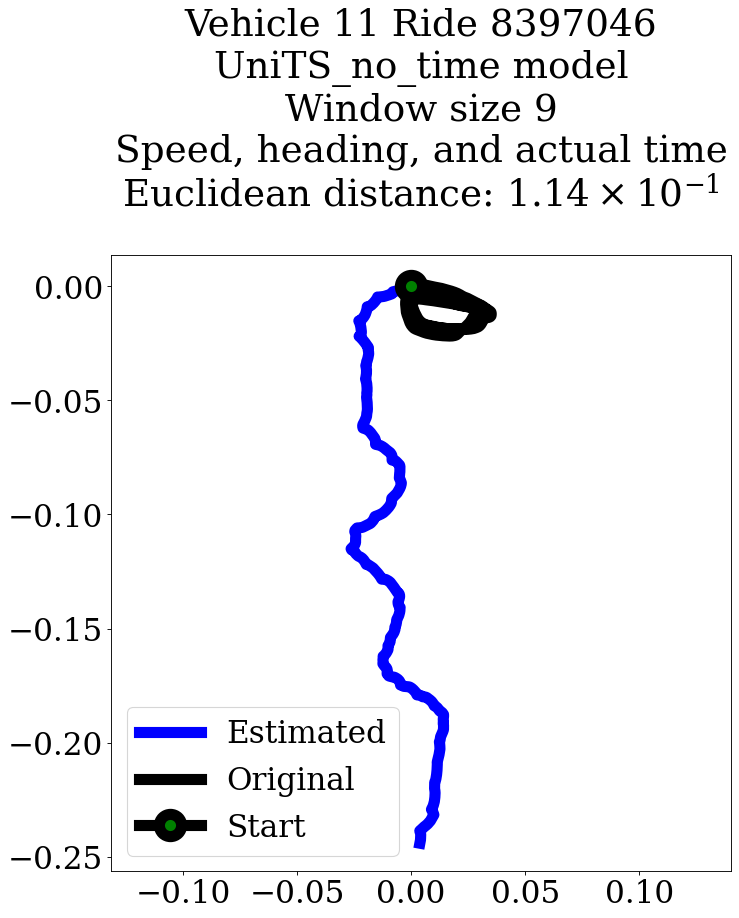 Vehicle 11 Ride 8397046
UniTS_no_time model
Window size 9
Speed, heading, and actual time
Euclidean distance: 1.14 × 10⁻¹
0.00
−0.05
−0.10
−0.15
−0.20
−0.25
Estimated
Original
Start
−0.10 −0.05 0.00 0.05 0.10